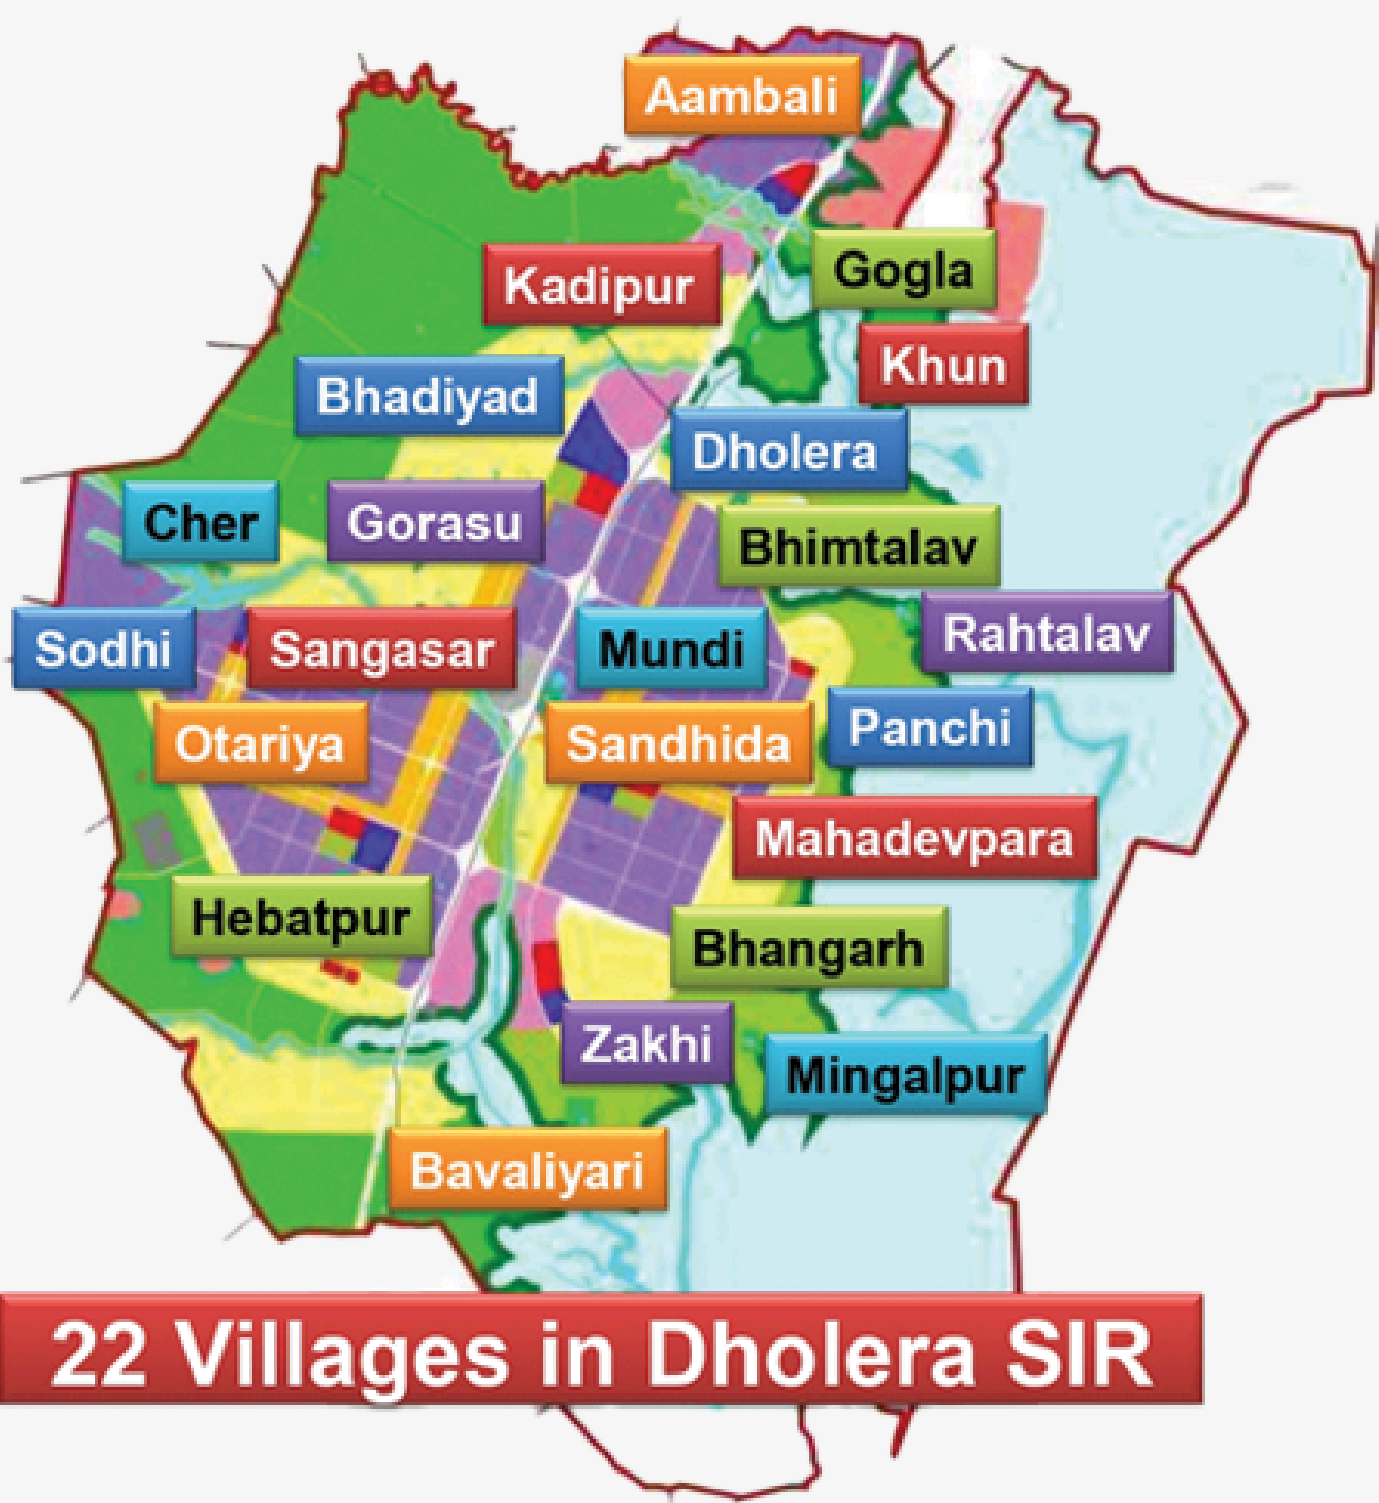 Aambali
Kadipur
Gogla
Khun
Bhadiyad
Dholera
Cher
Gorasu
Bhimtalav
Sodhi
Sangasar
Mundi
Rahtalav
Otariya
Sandhida
Panchi
Mahadevpara
Hebatpur
Bhangarh
Zakhi
Mingalpur
Bavaliyari
22 Villages in Dholera SIR